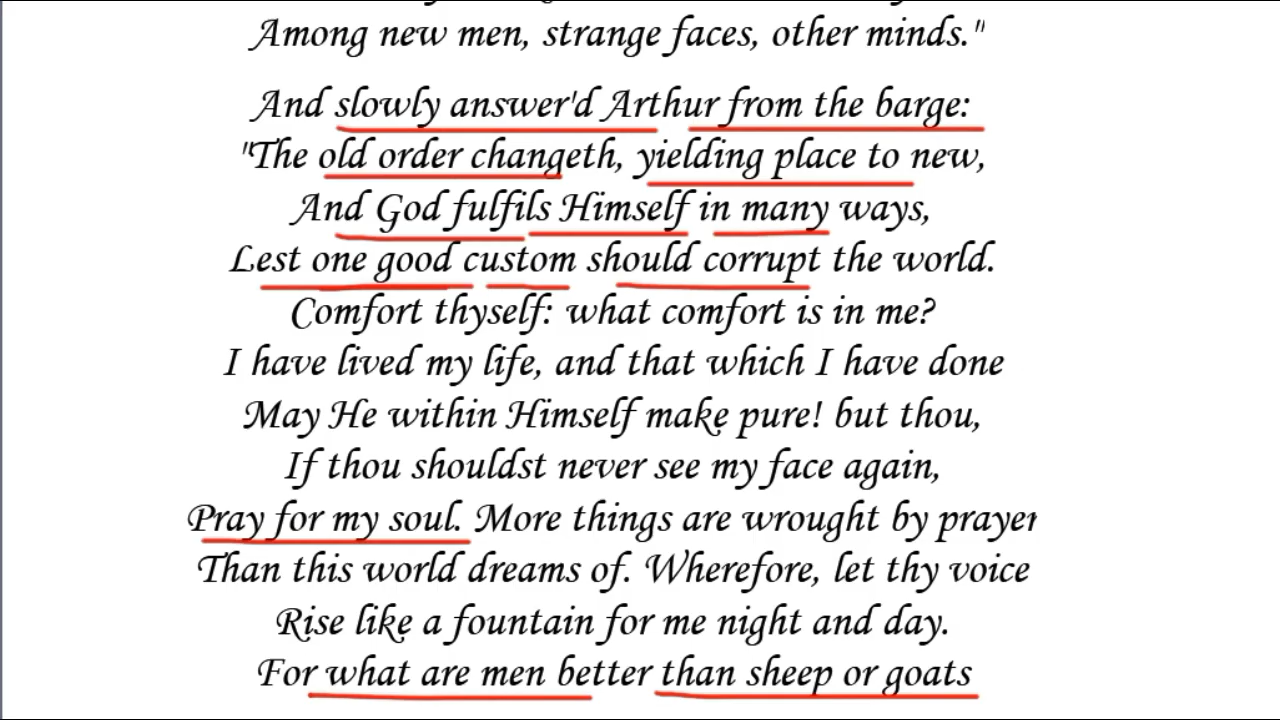 Among new men, strange faces, other minds."
And slowly answer'd Arthur from the barge:
"The old order changeth, yielding place to new,
And God fulfils Himself in many ways,
Lest one good custom should corrupt the world.
Comfort thyself: what comfort is in me?
I have lived my life, and that which I have done
May He within Himself make pure! but thou,
If thou shouldst never see my face again,
Pray for my soul. More things are wrought by prayer
Than this world dreams of. Wherefore, let thy voice
Rise like a fountain for me night and day.
For what are men better than sheep or goats